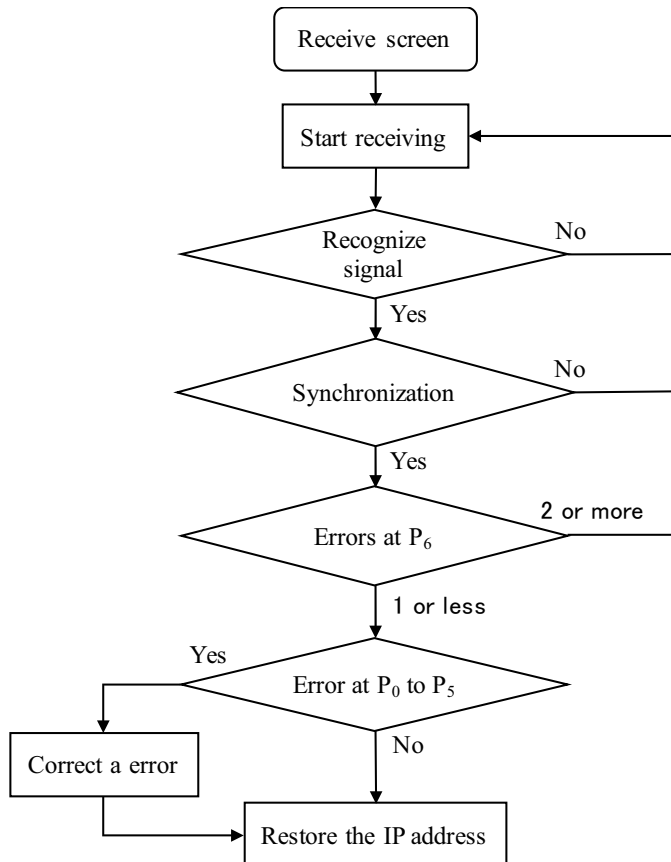 Receive screen
Start receiving
Recognize
signal
No
Yes
Synchronization
No
Yes
Errors at P₆
2 or more
1 or less
Error at P₀ to P₅
Yes
No
Correct a error
Restore the IP address